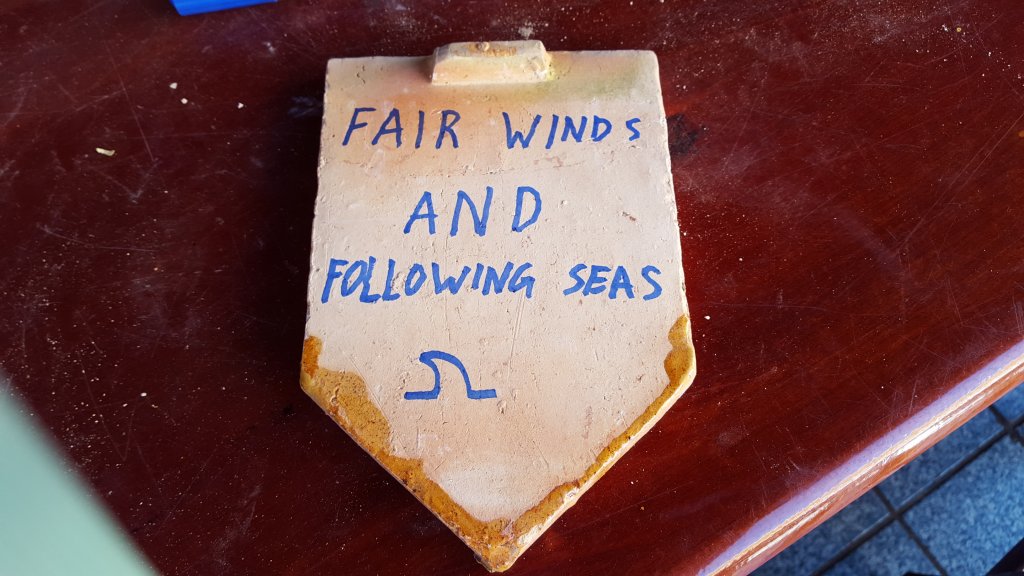 FAIR WINDS
AND
FOLLOWING SEAS